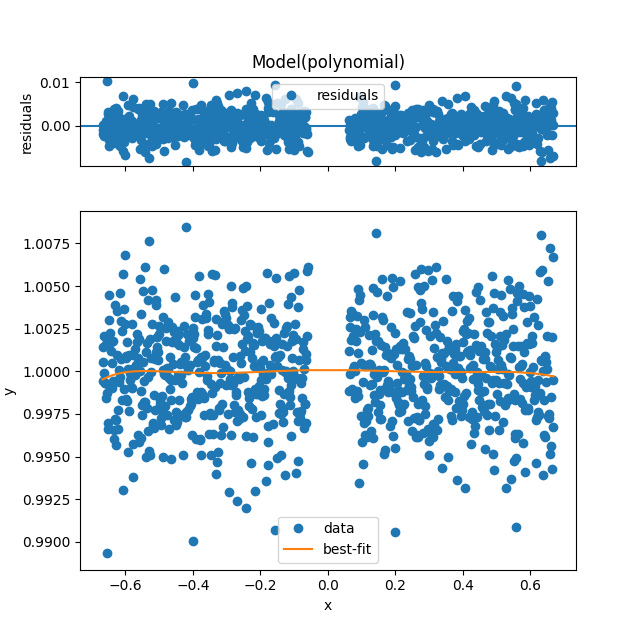 Model(polynomial)
0.01
0.00
residuals
residuals
1.0075
1.0050
1.0025
1.0000
0.9975
0.9950
0.9925
0.9900
y
data
best-fit
−0.6 −0.4 −0.2 0.0 0.2 0.4 0.6
x